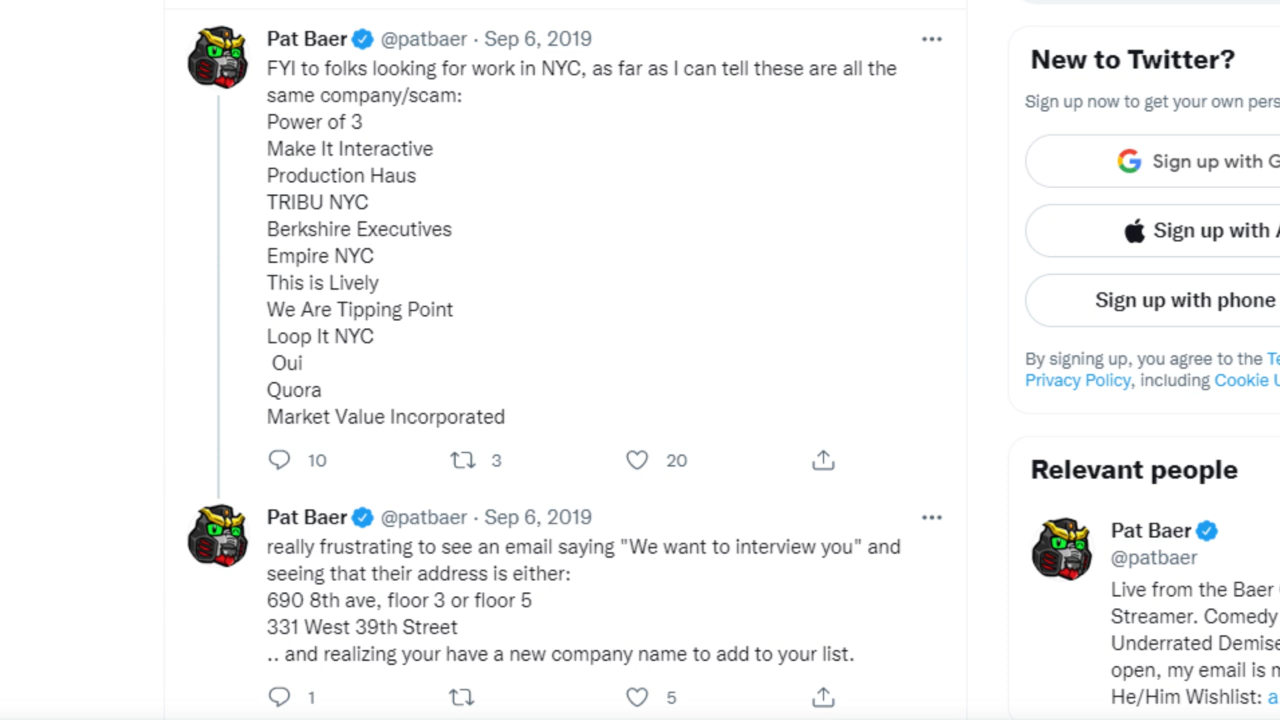 Pat Baer @patbaer · Sep 6, 2019 ...
FYI to folks looking for work in NYC, as far as I can tell these are all the
same company/scam:
Power of 3
Make It Interactive
Production Haus
TRIBU NYC
Berkshire Executives
Empire NYC
This is Lively
We Are Tipping Point
Loop It NYC
Oui
Quora
Market Value Incorporated
10 3 20
Pat Baer @patbaer · Sep 6, 2019 ...
really frustrating to see an email saying "We want to interview you" and
seeing that their address is either:
690 8th ave, floor 3 or floor 5
331 West 39th Street
.. and realizing your have a new company name to add to your list.
1 5
New to Twitter?
Sign up now to get your own pers
Sign up with G
Sign up with A
Sign up with phone
By signing up, you agree to the Te
Privacy Policy, including Cookie U
Relevant people
Pat Baer
@patbaer
Live from the Baer
Streamer. Comedy
Underrated Demise
open, my email is
He/Him Wishlist: a